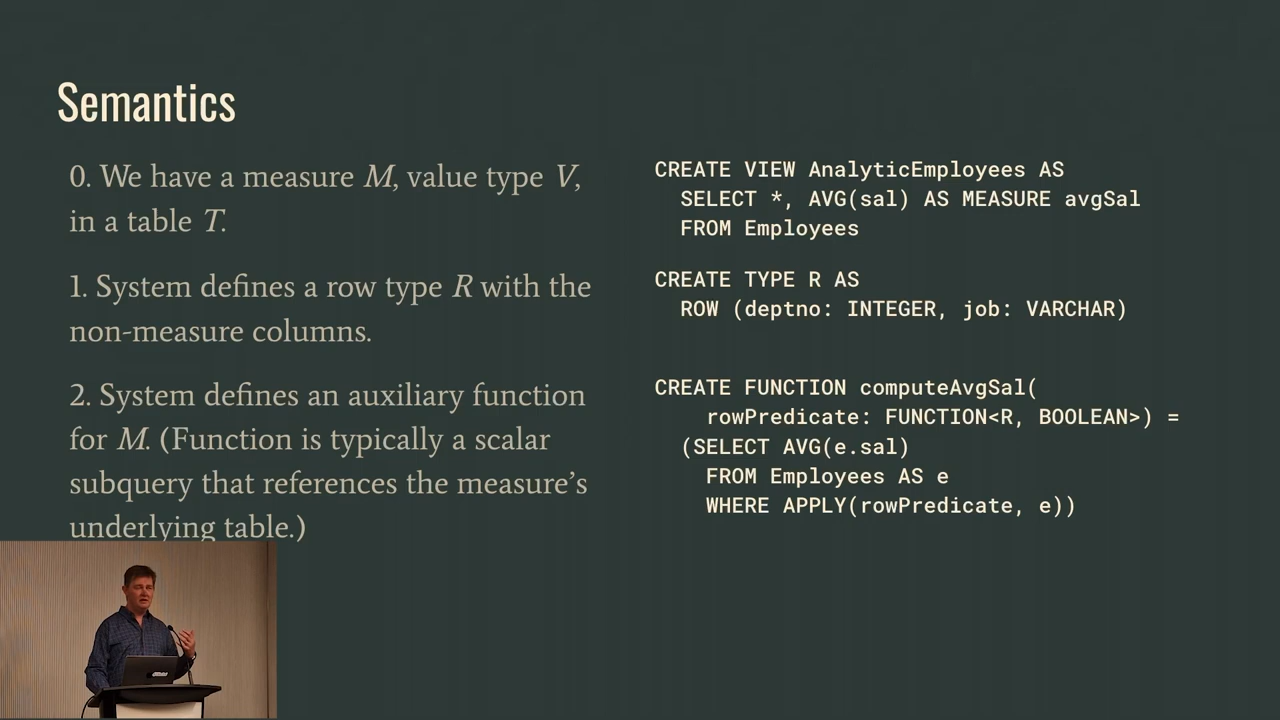 Semantics
0. We have a measure M, value type V,
in a table T.
1. System defines a row type R with the
non-measure columns.
2. System defines an auxiliary function
for M. (Function is typically a scalar
subquery that references the measure's
underlying table.)
CREATE VIEW AnalyticEmployees AS
SELECT *, AVG(sal) AS MEASURE avgSal
FROM Employees
CREATE TYPE R AS
ROW (deptno: INTEGER, job: VARCHAR)
CREATE FUNCTION computeAvgSal(
rowPredicate: FUNCTION<R, BOOLEAN>) =
(SELECT AVG(e.sal)
FROM Employees AS e
WHERE APPLY(rowPredicate, e))